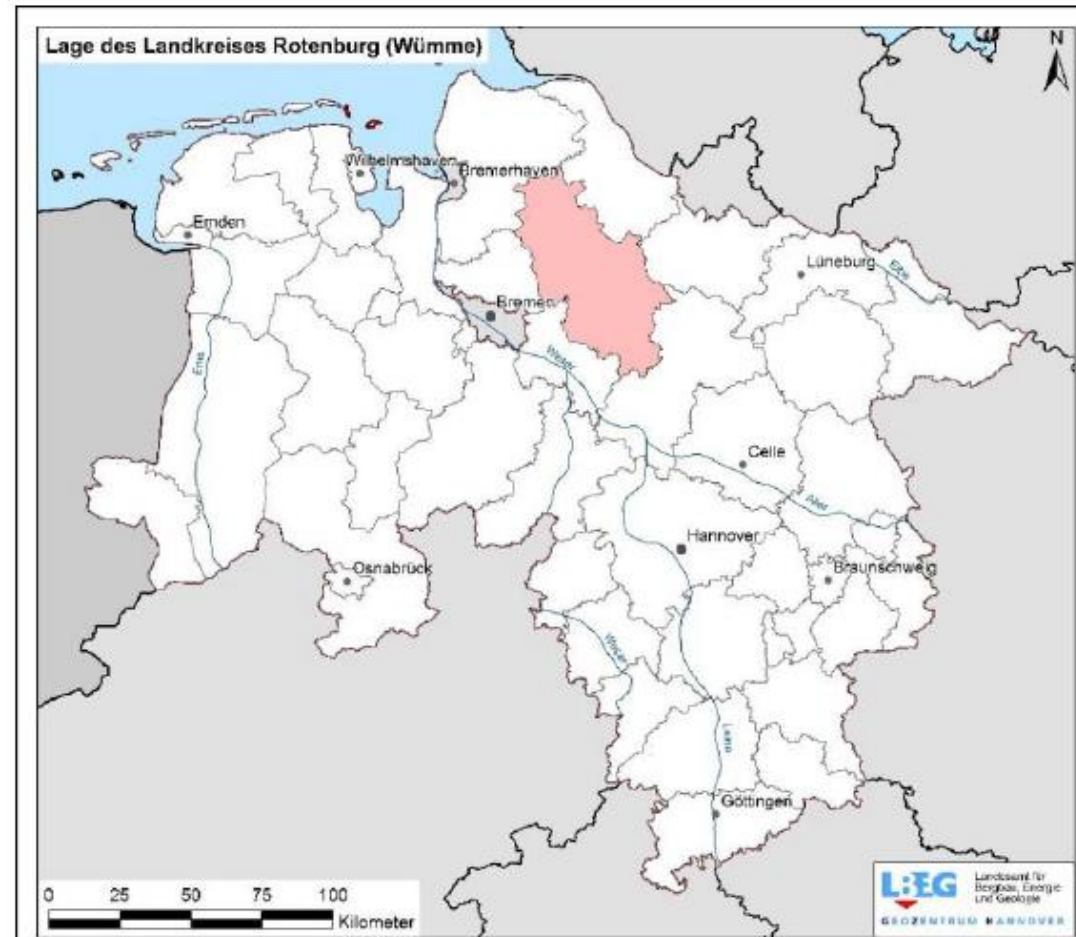 Lage des Landkreises Rotenburg (Wümme)
N
Wilhelmshaven
Bremerhaven
Emden
Lüneburg
Elbe
Bremen
Weser
Ems
Celle
Aller
Hannover
Osnabrück
Braunschweig
Weser
Leine
Göttingen
0 25 50 75 100
Kilometer
LBEG
Landesamt für
Bergbau, Energie
und Geologie
GEOZENTRUM HANNOVER